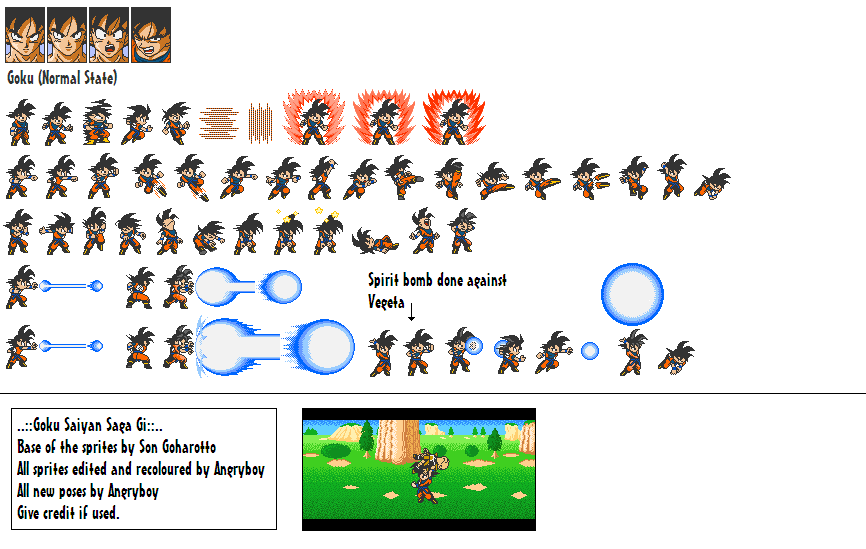 Goku (Normal State)
Spirit bomb done against
Vegeta
..::Goku Saiyan Saga Gi::..
Base of the sprites by Son Goharotto
All sprites edited and recoloured by Angryboy
All new poses by Angryboy
Give credit if used.